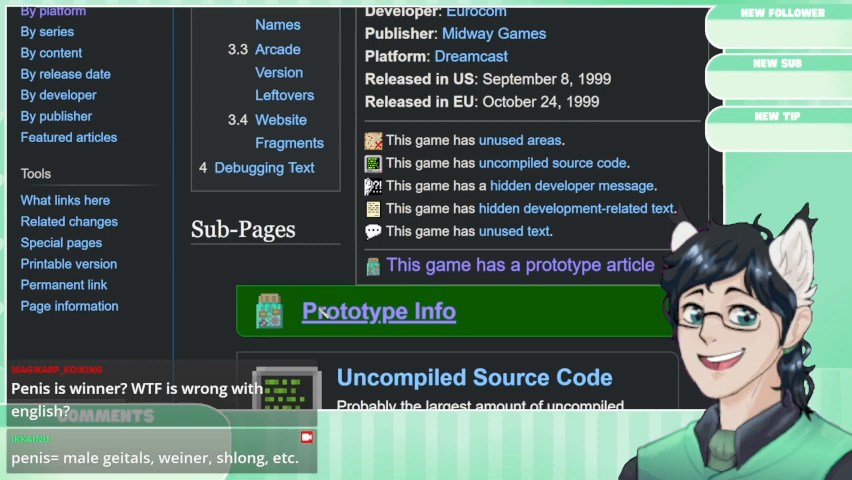 By platform
By series
By content
By release date
By developer
By publisher
Featured articles
Tools
What links here
Related changes
Special pages
Printable version
Permanent link
Page information
Names
3.3 Arcade
Version
Leftovers
3.4 Website
Fragments
4 Debugging Text
Sub-Pages
Developer: Eurocom
Publisher: Midway Games
Platform: Dreamcast
Released in US: September 8, 1999
Released in EU: October 24, 1999
This game has unused areas.
This game has uncompiled source code.
This game has a hidden developer message.
This game has hidden development-related text.
This game has unused text.
This game has a prototype article
Prototype Info
Uncompiled Source Code
Probably the largest amount of uncompiled
NEW FOLLOWER
NEW SUB
NEW TIP
MAGIKARP_KOIKING
Penis is winner? WTF is wrong with
english?
COMMENTS
penis= male geitals, weiner, shlong, etc.